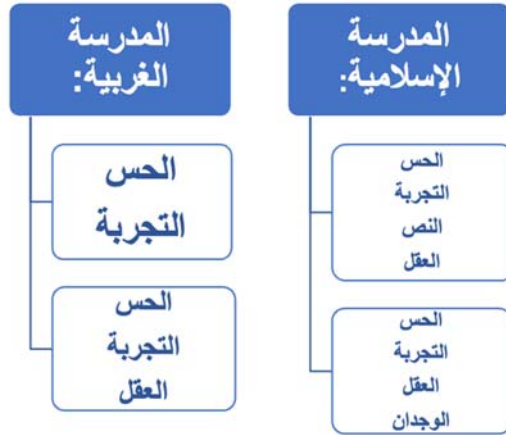 المدرسة
الإسلامية:
الحس
التجربة
النص
العقل
الحس
التجربة
العقل
الوجدان
المدرسة
الغربية:
الحس
التجربة
الحس
التجربة
العقل